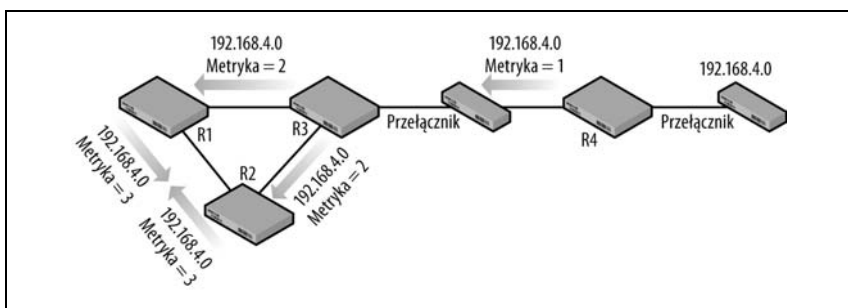 192.168.4.0
Metryka = 2
192.168.4.0
Metryka = 1
192.168.4.0
R1
R3
Przełącznik
R4
Przełącznik
192.168.4.0
Metryka = 3
R2
192.168.4.0
Metryka = 2
192.168.4.0
Metryka = 3